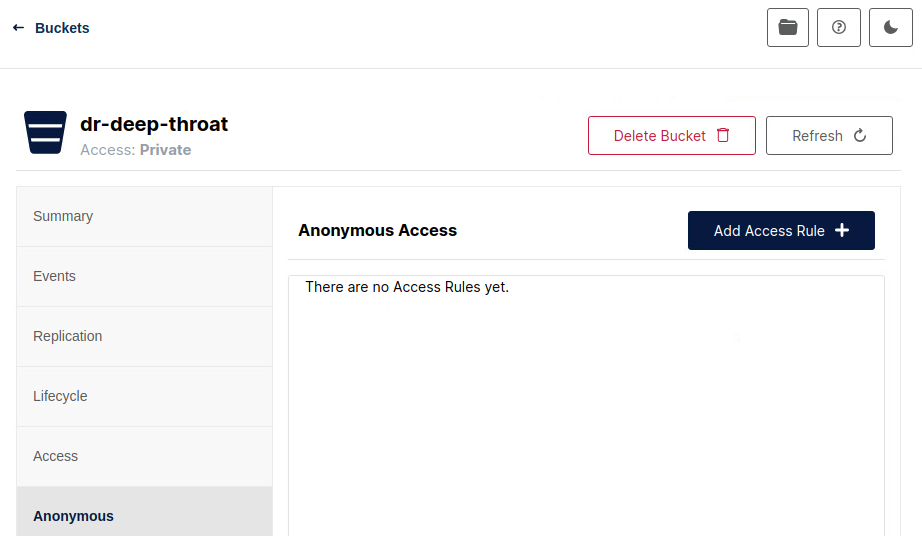 Buckets
dr-deep-throat
Access: Private
Delete Bucket
Refresh
Summary
Events
Replication
Lifecycle
Access
Anonymous
Anonymous Access
Add Access Rule
There are no Access Rules yet.